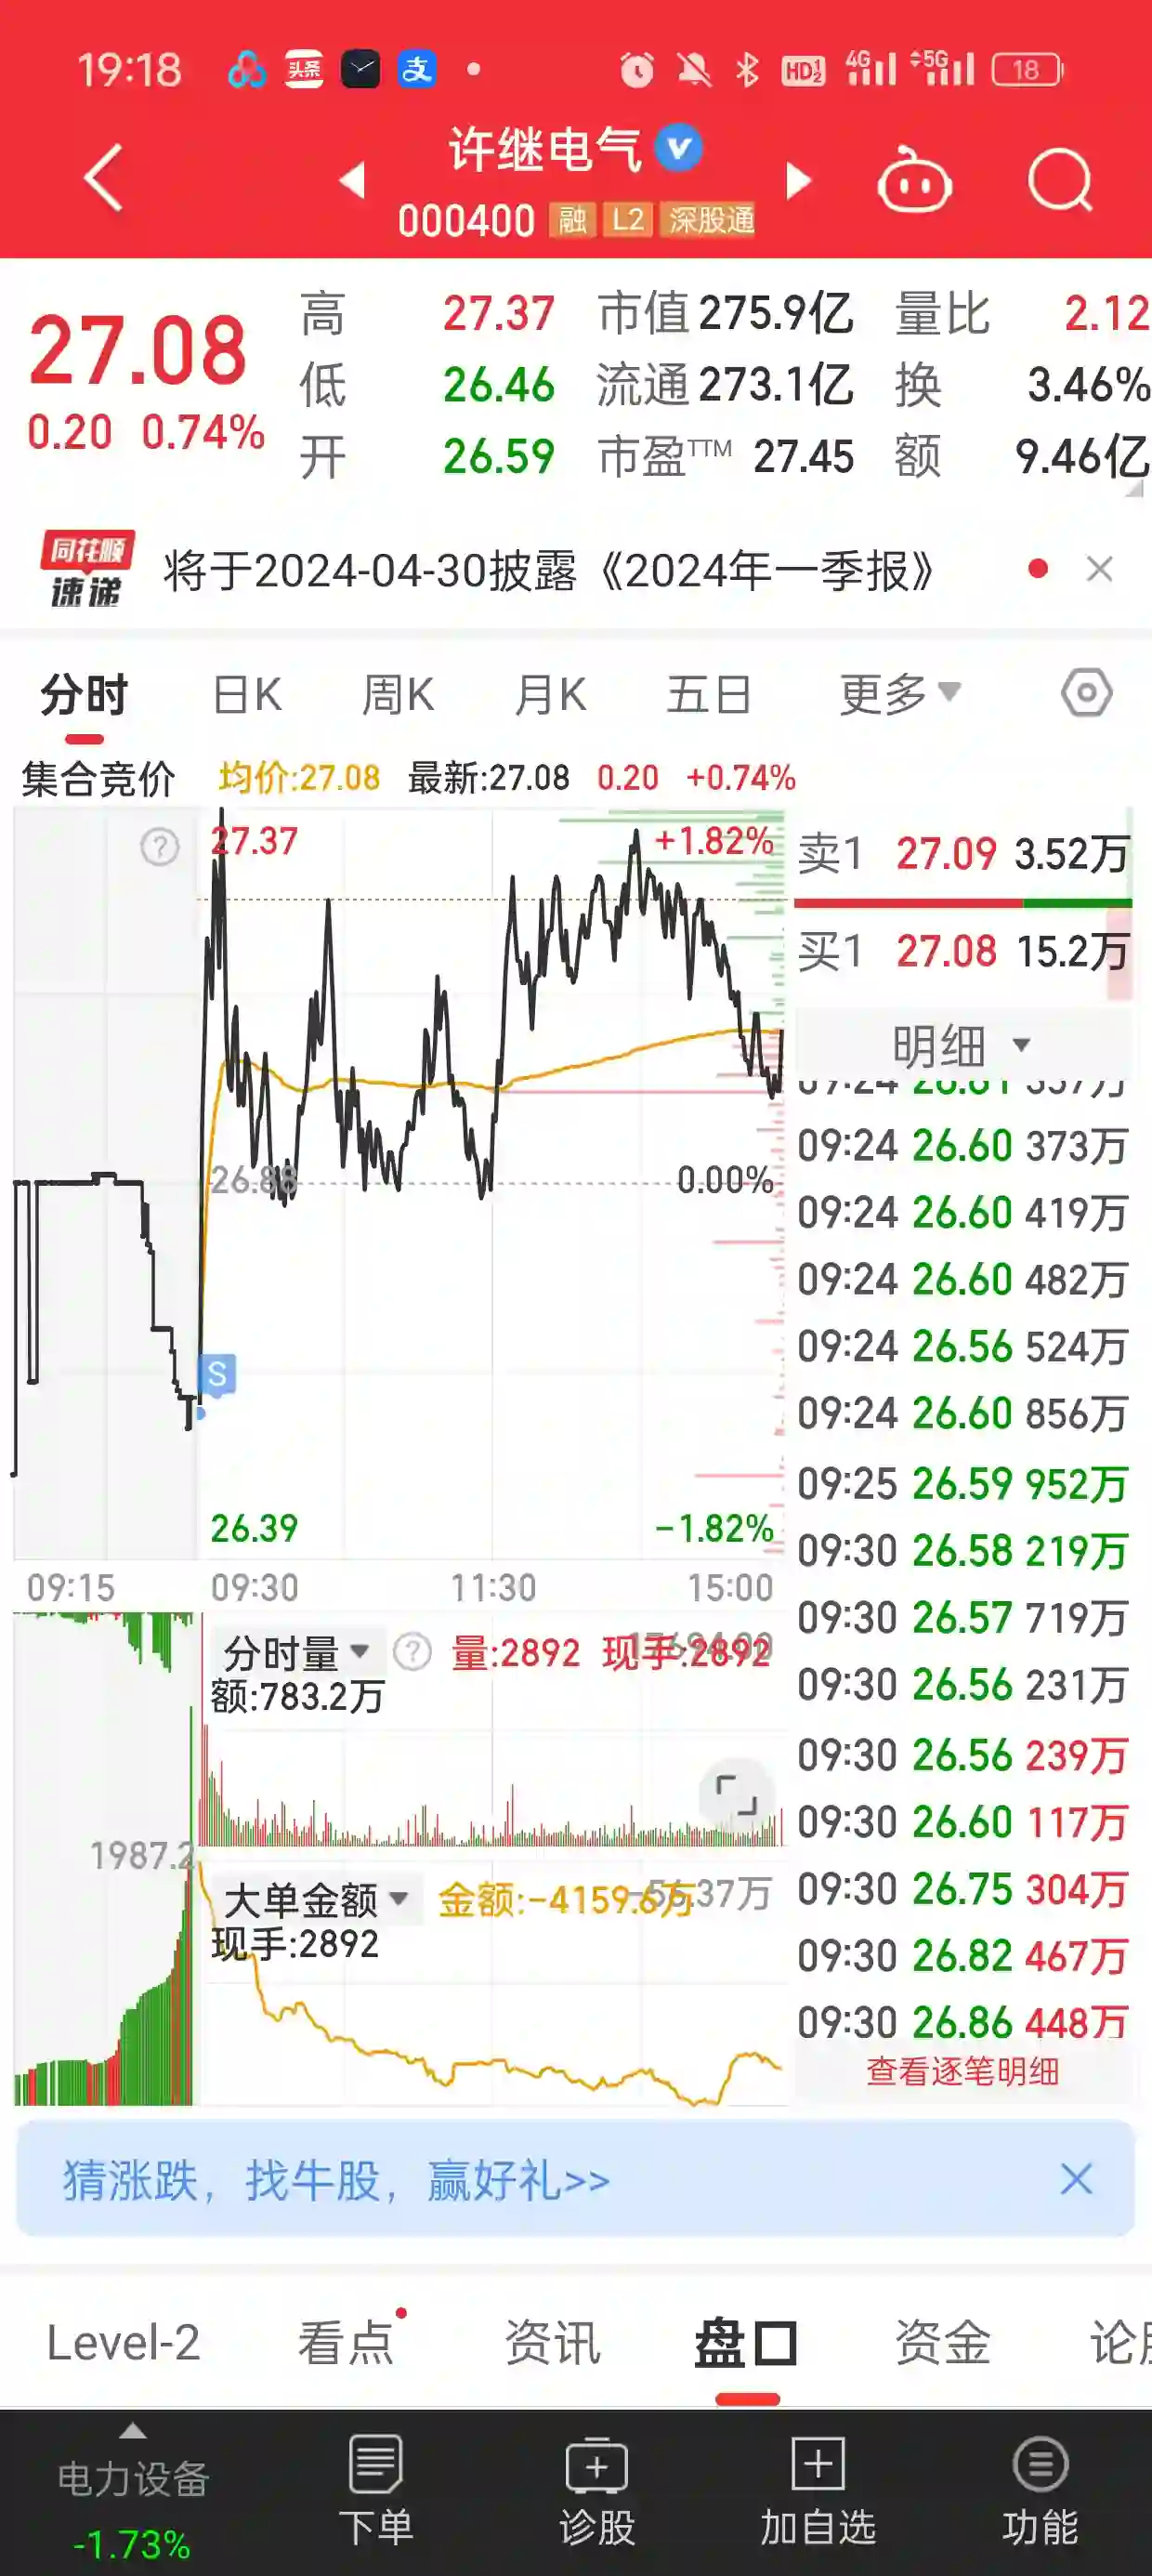 19:18 头条 支 HD 1 2 4G 5G 18
许继电气
000400 融 L2 深股通
27.08
0.20 0.74%
高 27.37 市值 275.9亿 量比 2.12
低 26.46 流通 273.1亿 换 3.46%
开 26.59 市盈TTM 27.45 额 9.46亿
同花顺
速递
将于2024-04-30披露《2024年一季报》
分时 日K 周K 月K 五日 更多
集合竞价 均价:27.08 最新:27.08 0.20 +0.74%
27.37 +1.82%
卖1 27.09 3.52万
买1 27.08 15.2万
明细
09:24 26.60 373万
26.88 0.00%
09:24 26.60 419万
09:24 26.60 482万
09:24 26.56 524万
S
09:24 26.60 856万
09:25 26.59 952万
26.39 -1.82%
09:30 26.58 219万
09:15 09:30 11:30 15:00
09:30 26.57 719万
分时量 量:2892 现手:2892
额:783.2万
09:30 26.56 231万
09:30 26.56 239万
09:30 26.60 117万
1987.2
09:30 26.75 304万
大单金额 金额:-4159.6万
现手:2892
09:30 26.82 467万
09:30 26.86 448万
查看逐笔明细
猜涨跌，找牛股，赢好礼>>
Level-2 看点 资讯 盘口 资金 论
电力设备
-1.73%
下单 诊股 加自选 功能